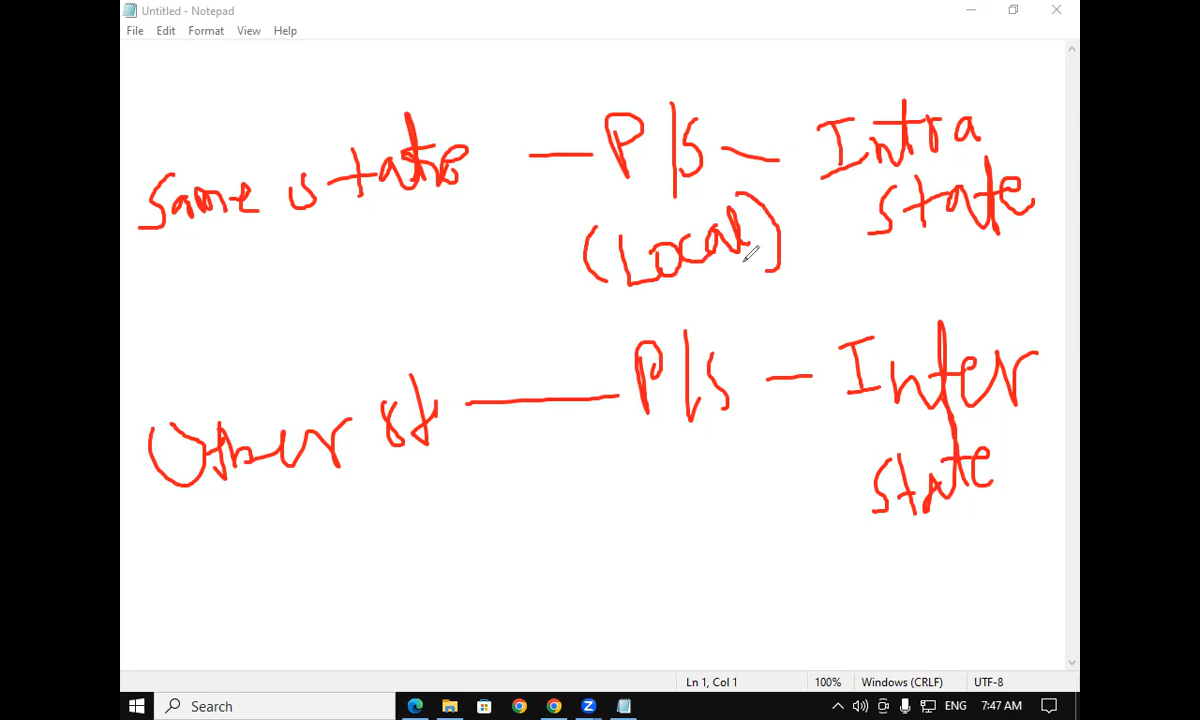 Untitled - Notepad
File Edit Format View Help
Same state — P/S — Intra State
(Local)
Other st — P/S — Inter State
Ln 1, Col 1 100% Windows (CRLF) UTF-8
Search ENG 7:47 AM